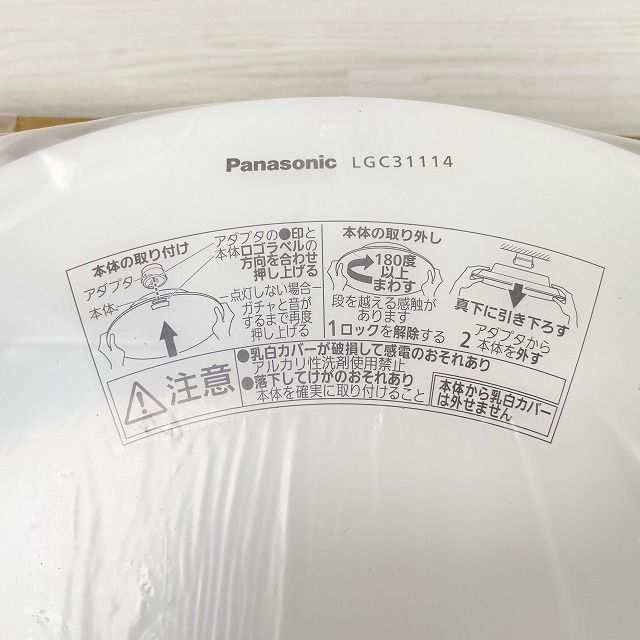 Panasonic LGC31114
本体の取り付け
アダプタの●印と
本体ロゴラベルの
方向を合わせ
押し上げる
アダプタ
本体
点灯しない場合
ガチャと音が
するまで再度
押し上げる
本体の取り外し
180度
以上
まわす
段を越える感触が
あります
1ロックを解除する
真下に引き下ろす
2 アダプタから
本体を外す
注意
●乳白カバーが破損して感電のおそれあり
アルカリ性洗剤使用禁止
●落下してけがのおそれあり
本体を確実に取り付けること
本体から乳白カバー
は外せません